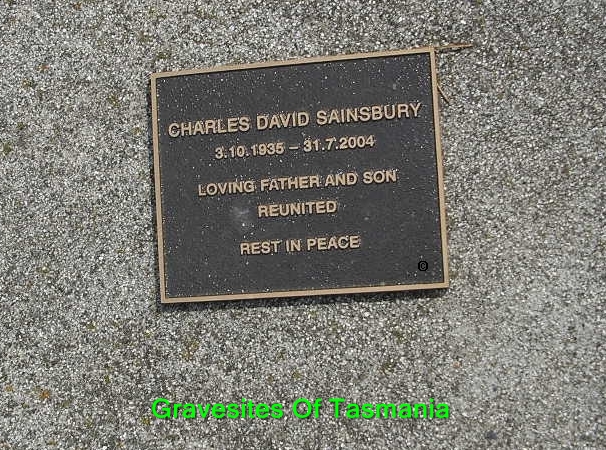 CHARLES DAVID SAINSBURY
3.10.1935 – 31.7.2004
LOVING FATHER AND SON
REUNITED
REST IN PEACE
©
Gravesites Of Tasmania